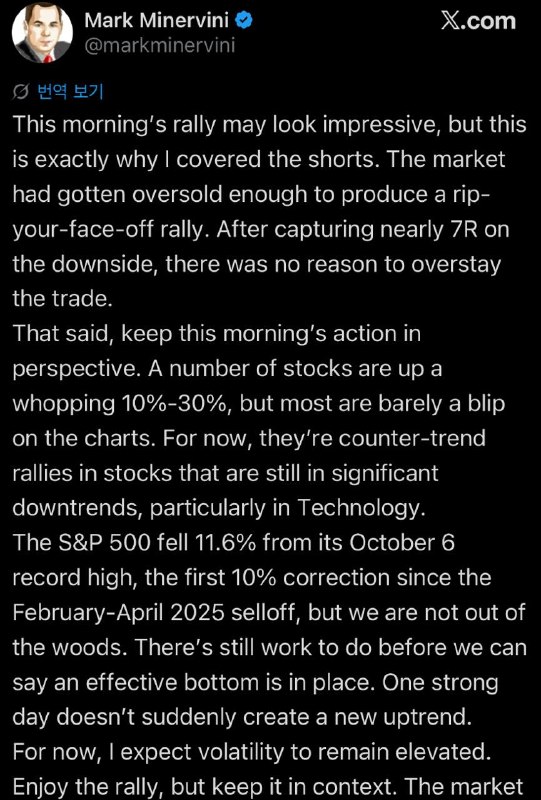 Mark Minervini
X.com
@markminervini
번역 보기
This morning's rally may look impressive, but this
is exactly why I covered the shorts. The market
had gotten oversold enough to produce a rip-
your-face-off rally. After capturing nearly 7R on
the downside, there was no reason to overstay
the trade.
That said, keep this morning's action in
perspective. A number of stocks are up a
whopping 10%-30%, but most are barely a blip
on the charts. For now, they're counter-trend
rallies in stocks that are still in significant
downtrends, particularly in Technology.
The S&P 500 fell 11.6% from its October 6
record high, the first 10% correction since the
February-April 2025 selloff, but we are not out of
the woods. There's still work to do before we can
say an effective bottom is in place. One strong
day doesn't suddenly create a new uptrend.
For now, I expect volatility to remain elevated.
Enjoy the rally, but keep it in context. The market